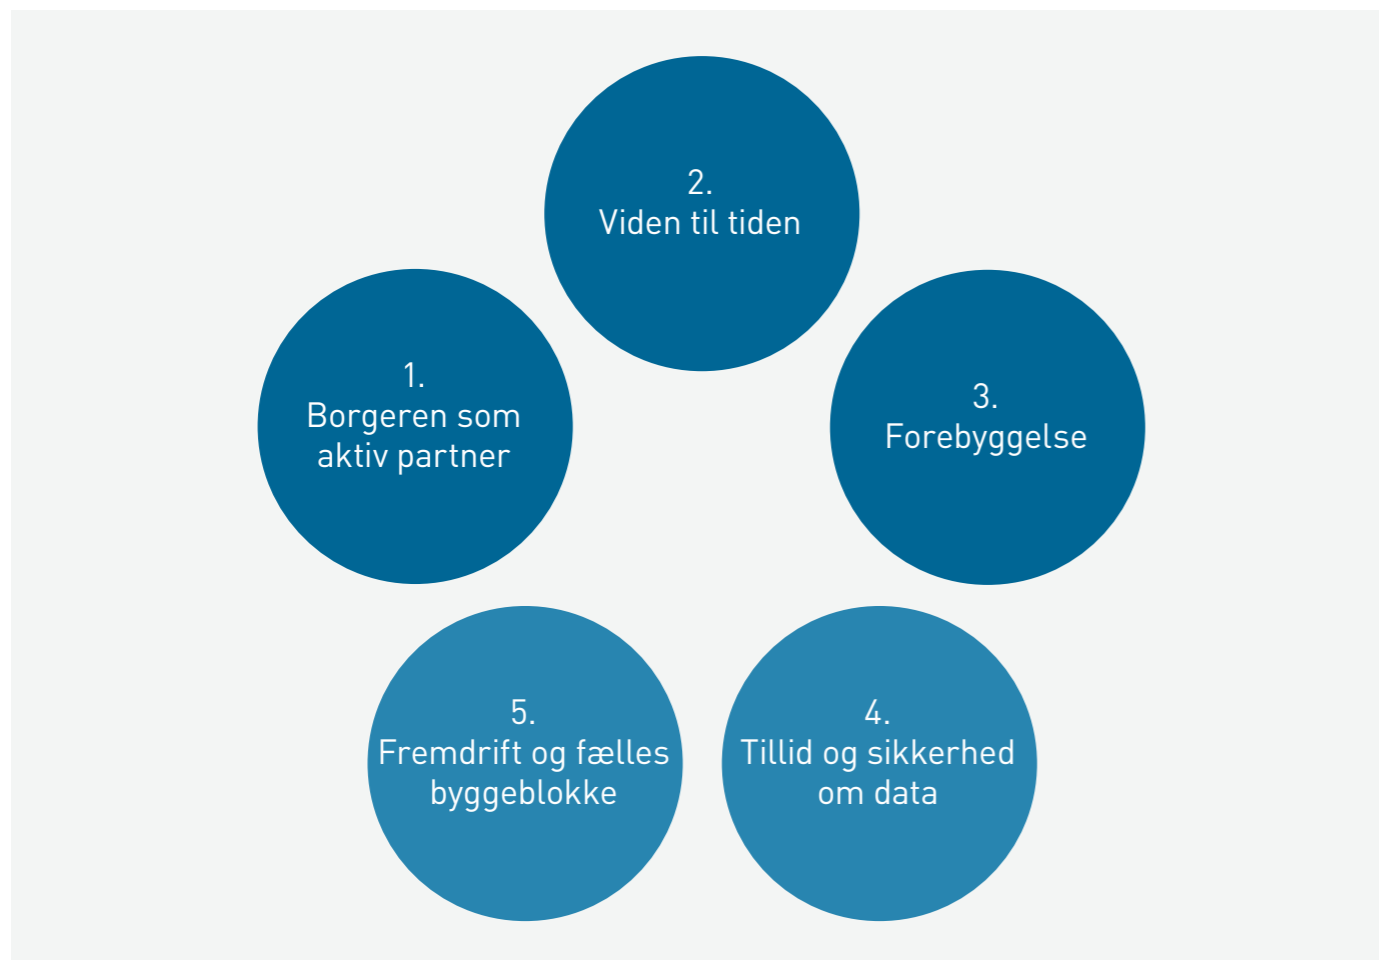 1.
Borgeren som
aktiv partner
2.
Viden til tiden
3.
Forebyggelse
4.
Tillid og sikkerhed
om data
5.
Fremdrift og fælles
byggeblokke